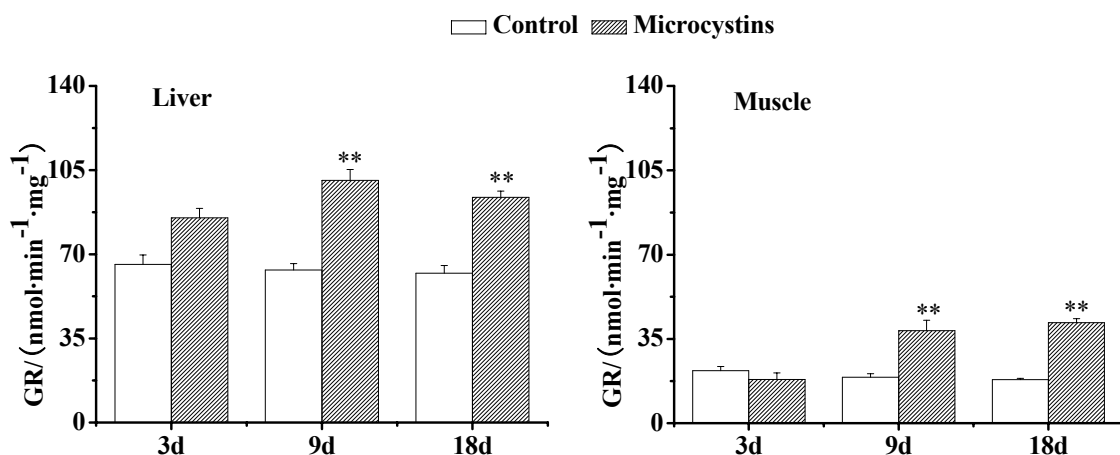 Control Microcystins
Liver
GR/(nmol·min⁻¹·mg⁻¹)
140
105
70
35
0
**
**
3d 9d 18d
Muscle
GR/(nmol·min⁻¹·mg⁻¹)
140
105
70
35
0
**
**
3d 9d 18d